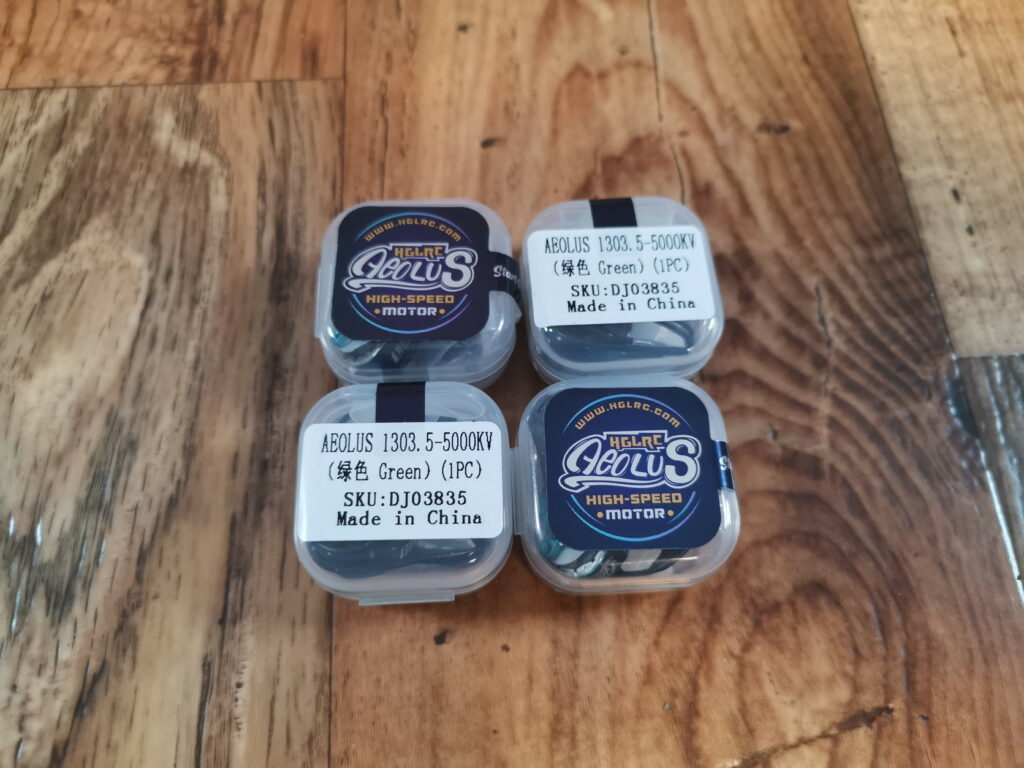 www.HGLRC.com
HGLRC
AEOLUS
HIGH-SPEED
MOTOR
AEOLUS 1303.5-5000KV
(绿色 Green)(1PC)
SKU:DJ03835
Made in China
AEOLUS 1303.5-5000KV
(绿色 Green)(1PC)
SKU:DJ03835
Made in China
www.HGLRC.com
HGLRC
AEOLUS
HIGH-SPEED
MOTOR